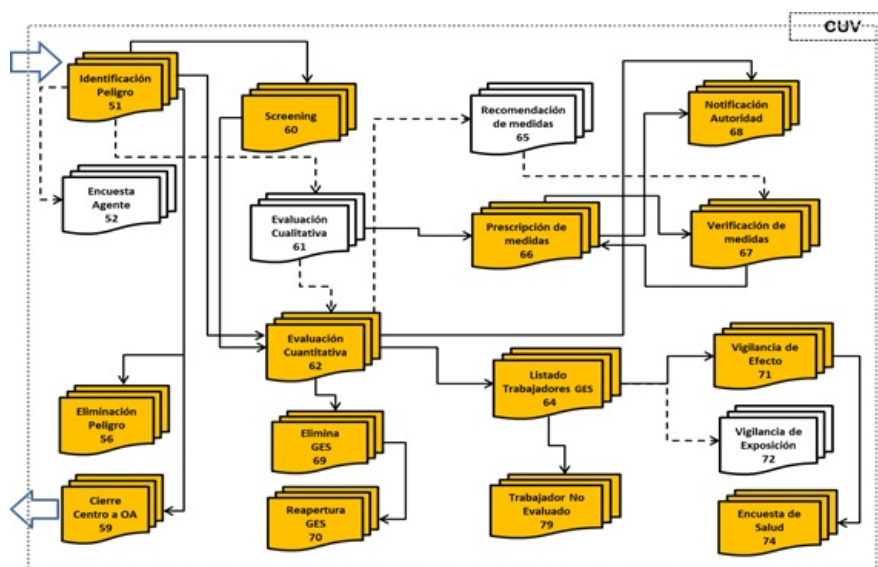 CUV
Identificación
Peligro
51
Screening
60
Recomendación
de medidas
65
Notificación
Autoridad
68
Encuesta
Agente
52
Evaluación
Cualitativa
61
Prescripción de
medidas
66
Verificación de
medidas
67
Evaluación
Cuantitativa
62
Listado
Trabajadores GES
64
Vigilancia de
Efecto
71
Eliminación
Peligro
56
Elimina
GES
69
Vigilancia de
Exposición
72
Cierre
Centro a OA
59
Reapertura
GES
70
Trabajador No
Evaluado
79
Encuesta de
Salud
74